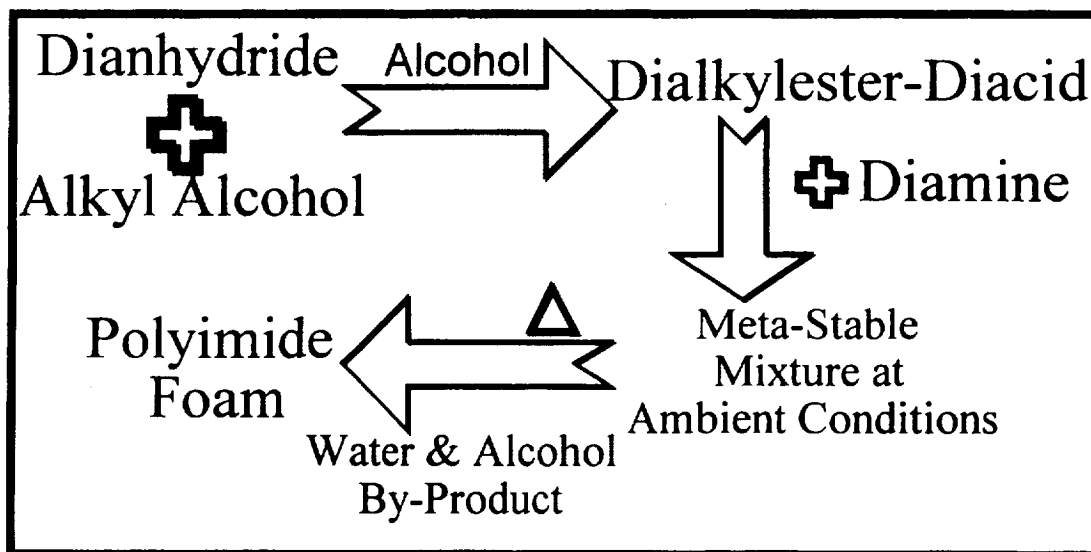 Dianhydride
Alkyl Alcohol
Alcohol
Dialkylester-Diacid
Diamine
Meta-Stable
Mixture at
Ambient Conditions
Water & Alcohol
By-Product
Polyimide
Foam